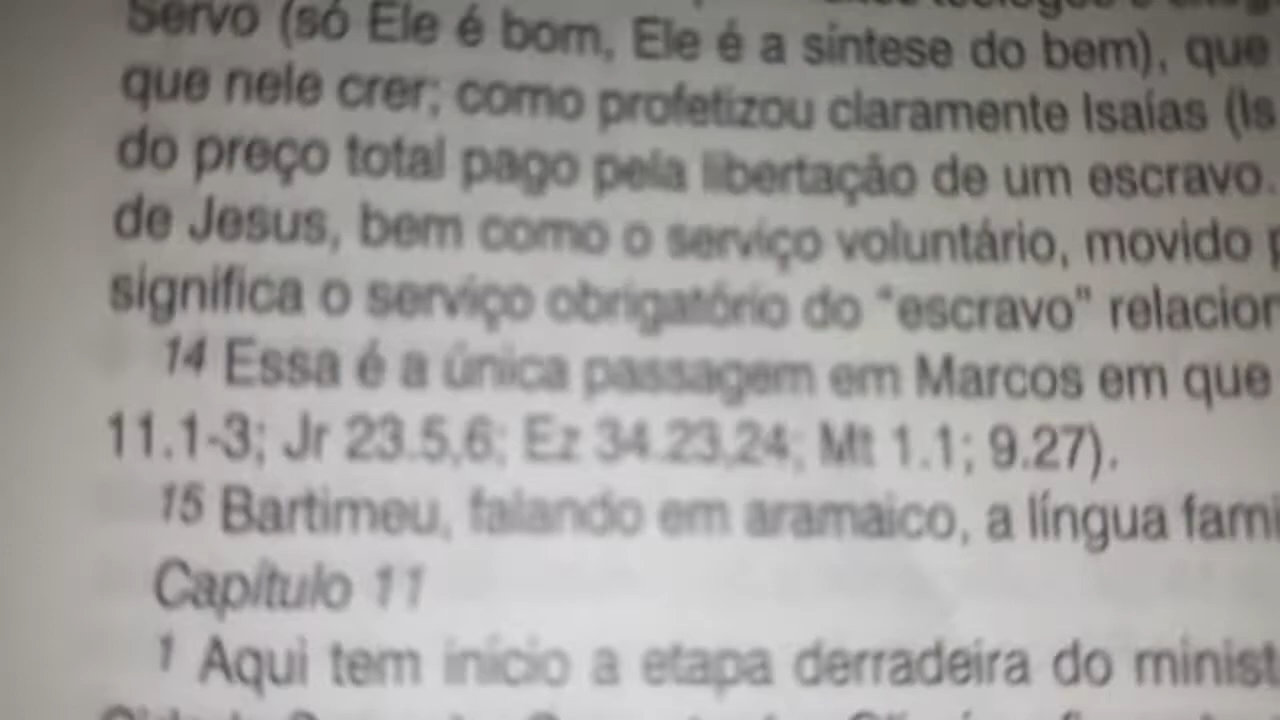 Servo (só Ele é bom, Ele é a síntese do bem), que
que nele crer; como profetizou claramente Isaías (Is
do preço total pago pela libertação de um escravo.
de Jesus, bem como o serviço voluntário, movido p
significa o serviço obrigatório do "escravo" relacion
14 Essa é a única passagem em Marcos em que
11.1-3; Jr 23.5,6; Ez 34.23,24; Mt 1.1; 9.27).
15 Bartimeu, falando em aramaico, a língua fami
Capítulo 11
1 Aqui tem início a etapa derradeira do minist